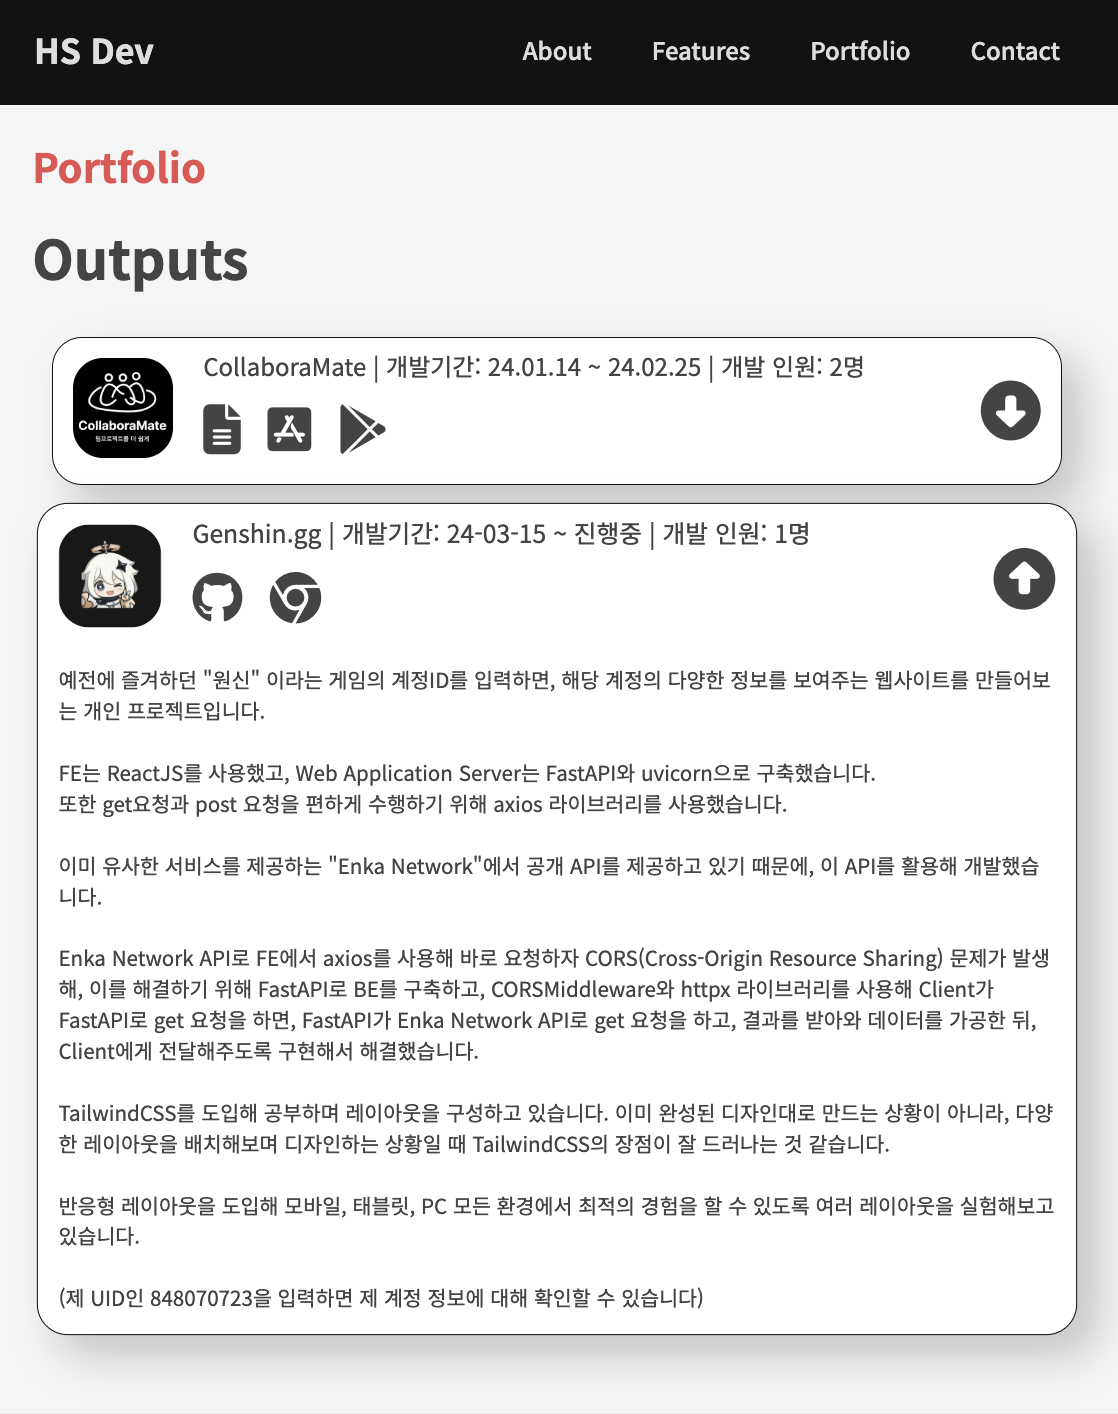 HS Dev
About
Features
Portfolio
Contact
Portfolio
Outputs
CollaboraMate | 개발기간: 24.01.14 ~ 24.02.25 | 개발 인원: 2명
CollaboraMate
팀프로젝트를 더 쉽게
Genshin.gg | 개발기간: 24-03-15 ~ 진행중 | 개발 인원: 1명
예전에 즐겨하던 "원신" 이라는 게임의 계정ID를 입력하면, 해당 계정의 다양한 정보를 보여주는 웹사이트를 만들어보
는 개인 프로젝트입니다.
FE는 ReactJS를 사용했고, Web Application Server는 FastAPI와 uvicorn으로 구축했습니다.
또한 get요청과 post 요청을 편하게 수행하기 위해 axios 라이브러리를 사용했습니다.
이미 유사한 서비스를 제공하는 "Enka Network"에서 공개 API를 제공하고 있기 때문에, 이 API를 활용해 개발했습
니다.
Enka Network API로 FE에서 axios를 사용해 바로 요청하자 CORS(Cross-Origin Resource Sharing) 문제가 발생
해, 이를 해결하기 위해 FastAPI로 BE를 구축하고, CORSMiddleware와 httpx 라이브러리를 사용해 Client가
FastAPI로 get 요청을 하면, FastAPI가 Enka Network API로 get 요청을 하고, 결과를 받아와 데이터를 가공한 뒤,
Client에게 전달해주도록 구현해서 해결했습니다.
TailwindCSS를 도입해 공부하며 레이아웃을 구성하고 있습니다. 이미 완성된 디자인대로 만드는 상황이 아니라, 다양
한 레이아웃을 배치해보며 디자인하는 상황일 때 TailwindCSS의 장점이 잘 드러나는 것 같습니다.
반응형 레이아웃을 도입해 모바일, 태블릿, PC 모든 환경에서 최적의 경험을 할 수 있도록 여러 레이아웃을 실험해보고
있습니다.
(제 UID인 848070723을 입력하면 제 계정 정보에 대해 확인할 수 있습니다)